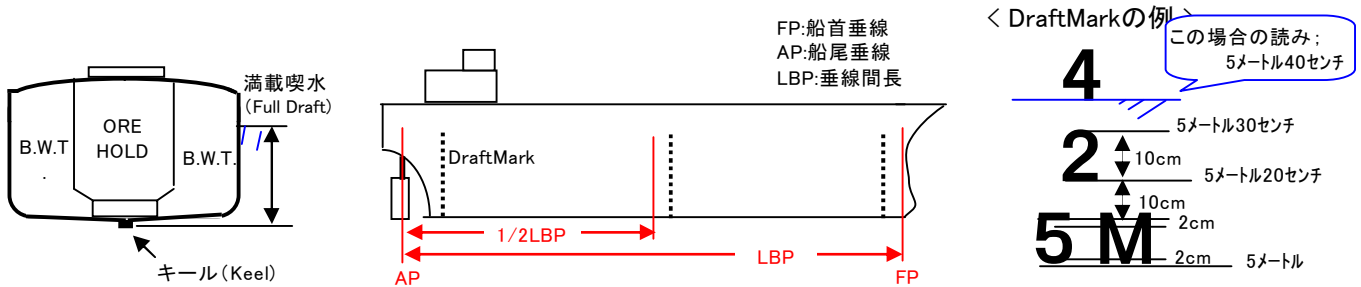 満載喫水
(Full Draft)
B.W.T
.
ORE
HOLD
B.W.T.
キール(Keel)
FP:船首垂線
AP:船尾垂線
LBP:垂線間長
DraftMark
1/2LBP
LBP
AP
FP
< DraftMarkの例 >
この場合の読み;
5メートル40センチ
4
5メートル30センチ
2
10cm
5メートル20センチ
10cm
2cm
5 M
2cm
5メートル